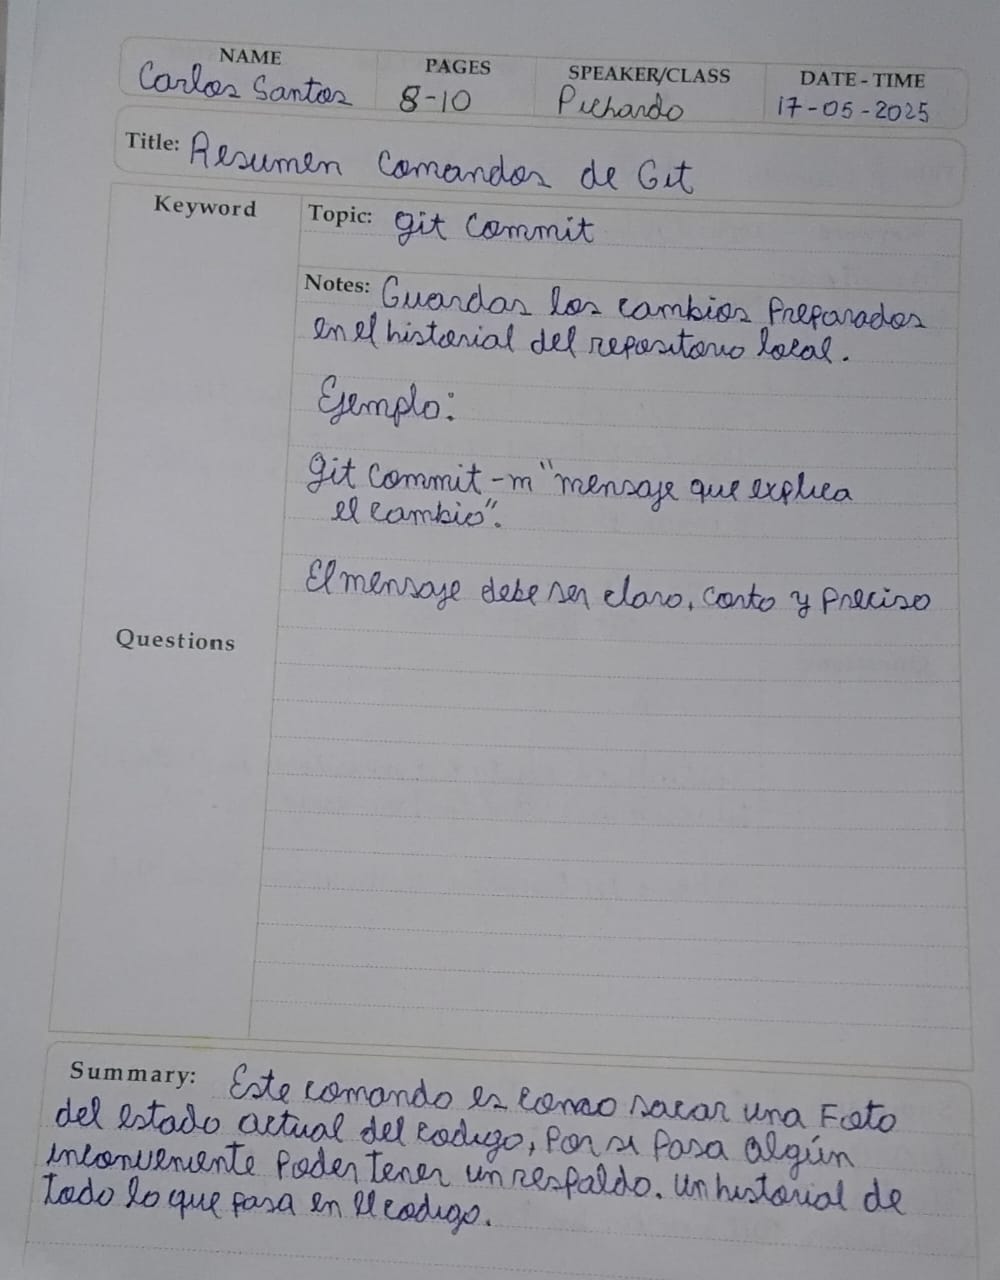 NAME PAGES SPEAKER/CLASS DATE - TIME
Carlos Santos 8-10 Pichardo 17-05-2025
Title: Resumen Comandos de Git
Keyword
Topic: git commit
Notes: Guardas los cambios Preparados
en el historial del repositorio local.
Ejemplo:
git commit -m "mensaje que explica
el cambio".
El mensaje debe ser claro, corto y preciso
Questions
Summary: Este comando es como sacar una Foto
del estado actual del codigo, Por si pasa algún
inconveniente Poder tener un respaldo. Un historial de
todo lo que pasa en el codigo.